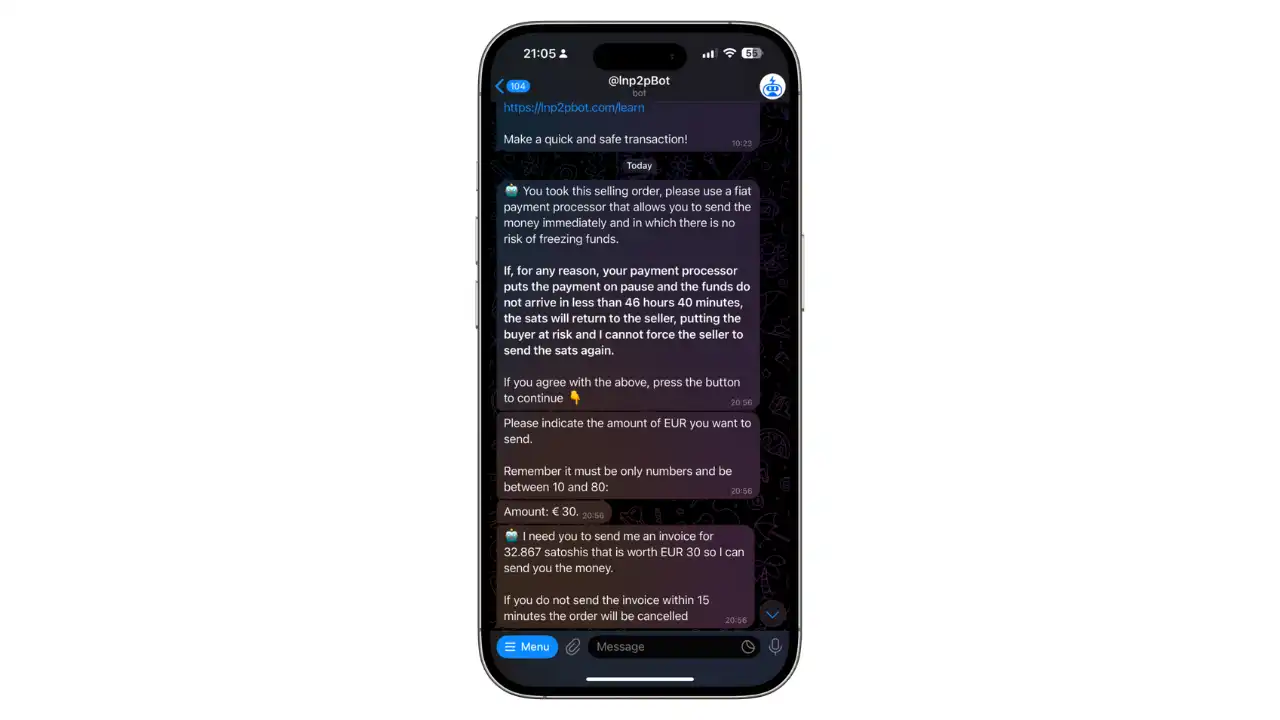 21:05
55
104
@lnp2pBot
bot
https://lnp2pbot.com/learn
Make a quick and safe transaction!
10:23
Today
You took this selling order, please use a fiat
payment processor that allows you to send the
money immediately and in which there is no
risk of freezing funds.
If, for any reason, your payment processor
puts the payment on pause and the funds do
not arrive in less than 46 hours 40 minutes,
the sats will return to the seller, putting the
buyer at risk and I cannot force the seller to
send the sats again.
If you agree with the above, press the button
to continue 👇
20:56
Please indicate the amount of EUR you want to
send.
Remember it must be only numbers and be
between 10 and 80:
20:56
Amount: € 30.
20:56
I need you to send me an invoice for
32.867 satoshis that is worth EUR 30 so I can
send you the money.
If you do not send the invoice within 15
minutes the order will be cancelled
20:56
Menu
Message